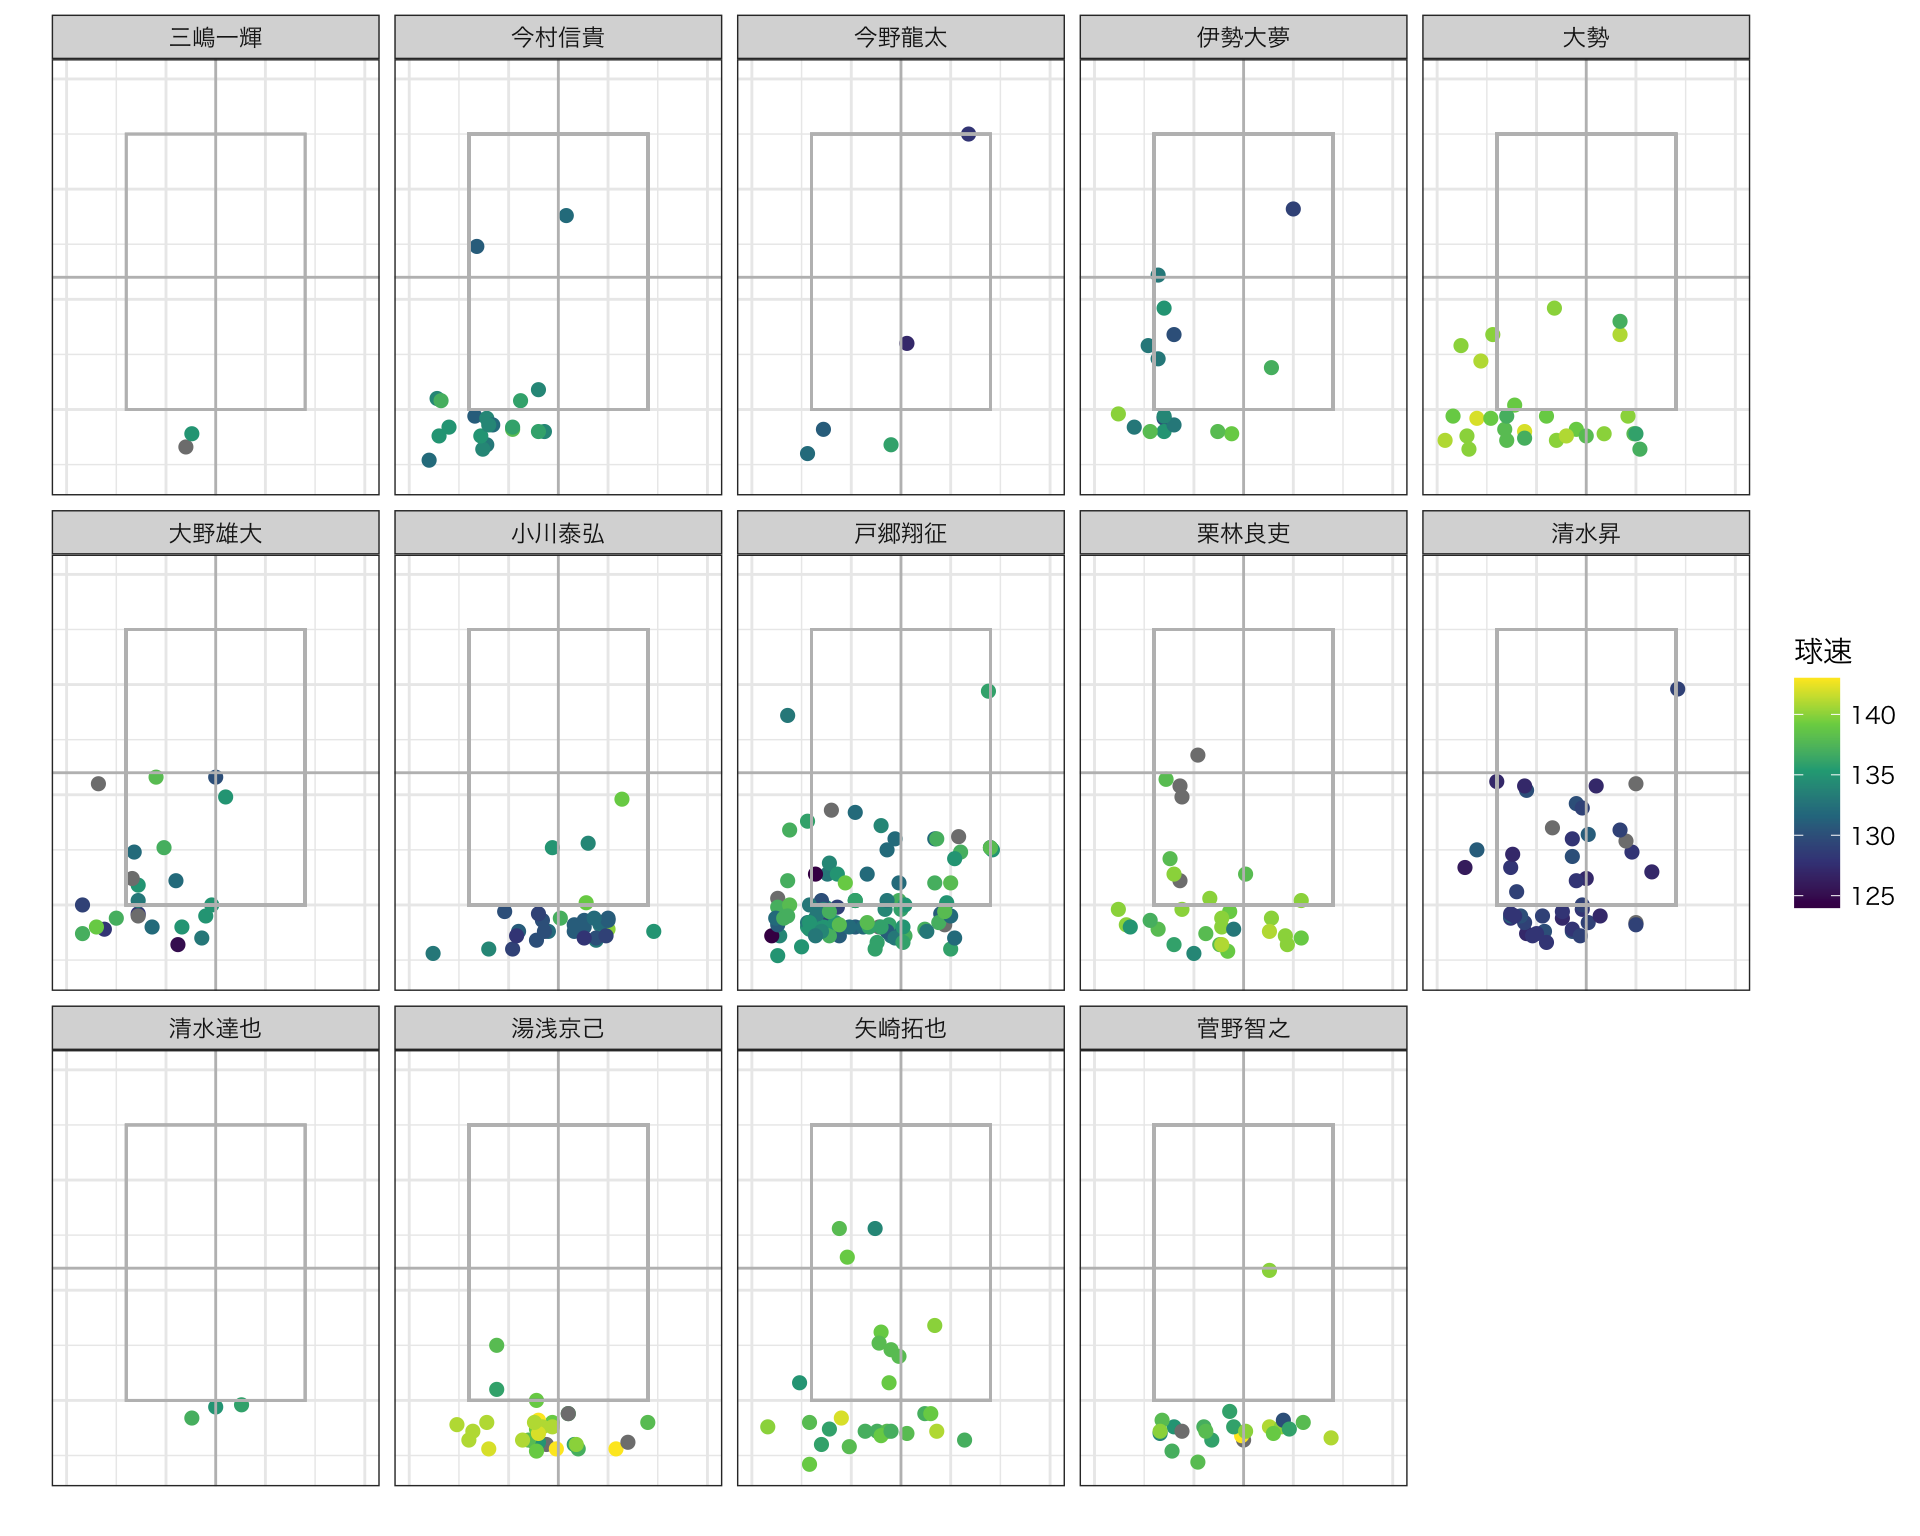 三嶋一輝
今村信貴
今野龍太
伊勢大夢
大勢
大野雄大
小川泰弘
戸郷翔征
栗林良吏
清水昇
清水達也
湯浅京己
矢崎拓也
菅野智之
球速
140
135
130
125